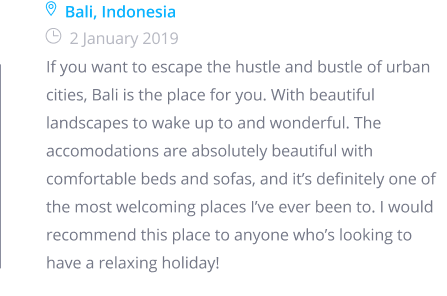 Bali, Indonesia
2 January 2019
If you want to escape the hustle and bustle of urban
cities, Bali is the place for you. With beautiful
landscapes to wake up to and wonderful. The
accomodations are absolutely beautiful with
comfortable beds and sofas, and it’s definitely one of
the most welcoming places I’ve ever been to. I would
recommend this place to anyone who’s looking to
have a relaxing holiday!